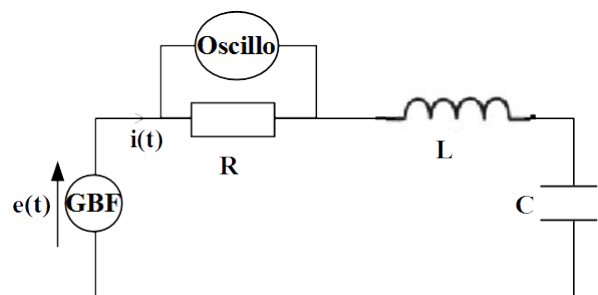 Oscillo
i(t)
R
L
e(t)
GBF
C